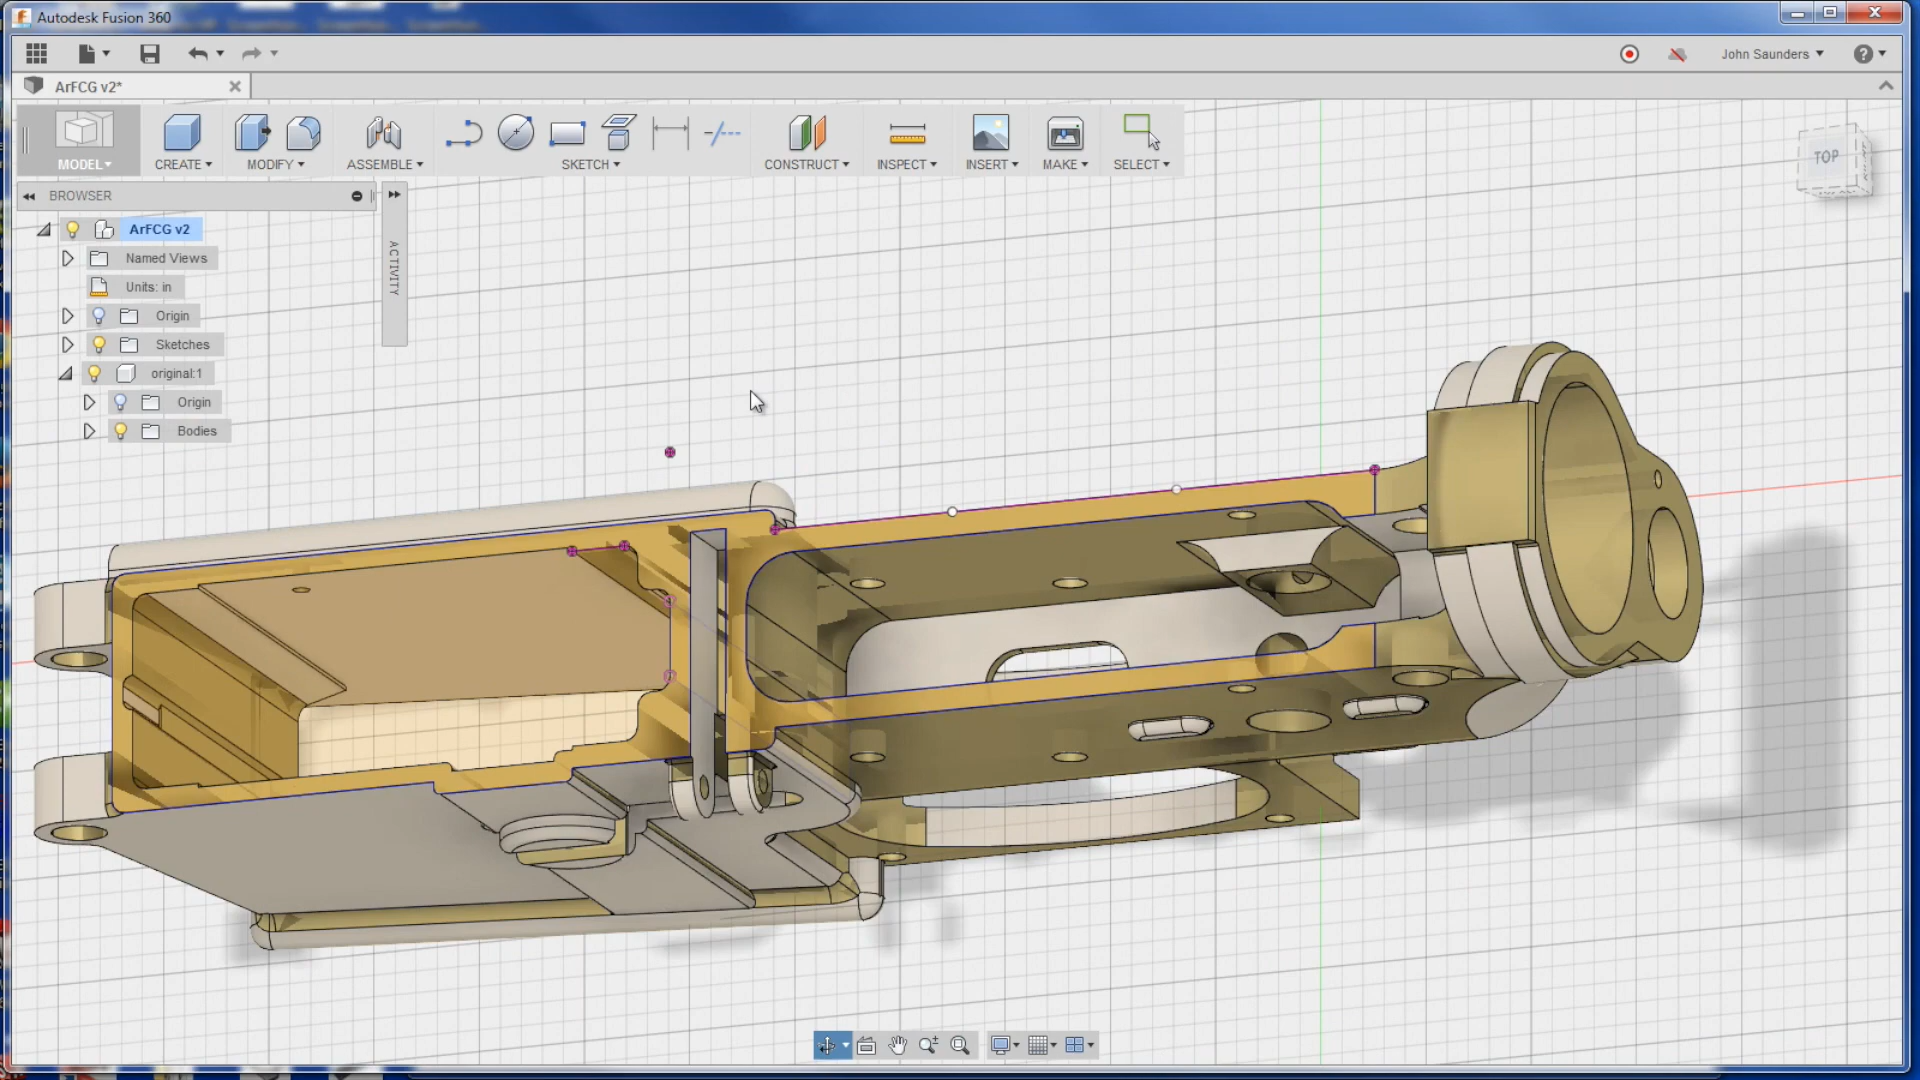 Autodesk Fusion 360
John Saunders
ArFCG v2*
MODEL
CREATE
MODIFY
ASSEMBLE
SKETCH
CONSTRUCT
INSPECT
INSERT
MAKE
SELECT
TOP
BROWSER
ACTIVITY
ArFCG v2
Named Views
Units: in
Origin
Sketches
original:1
Origin
Bodies